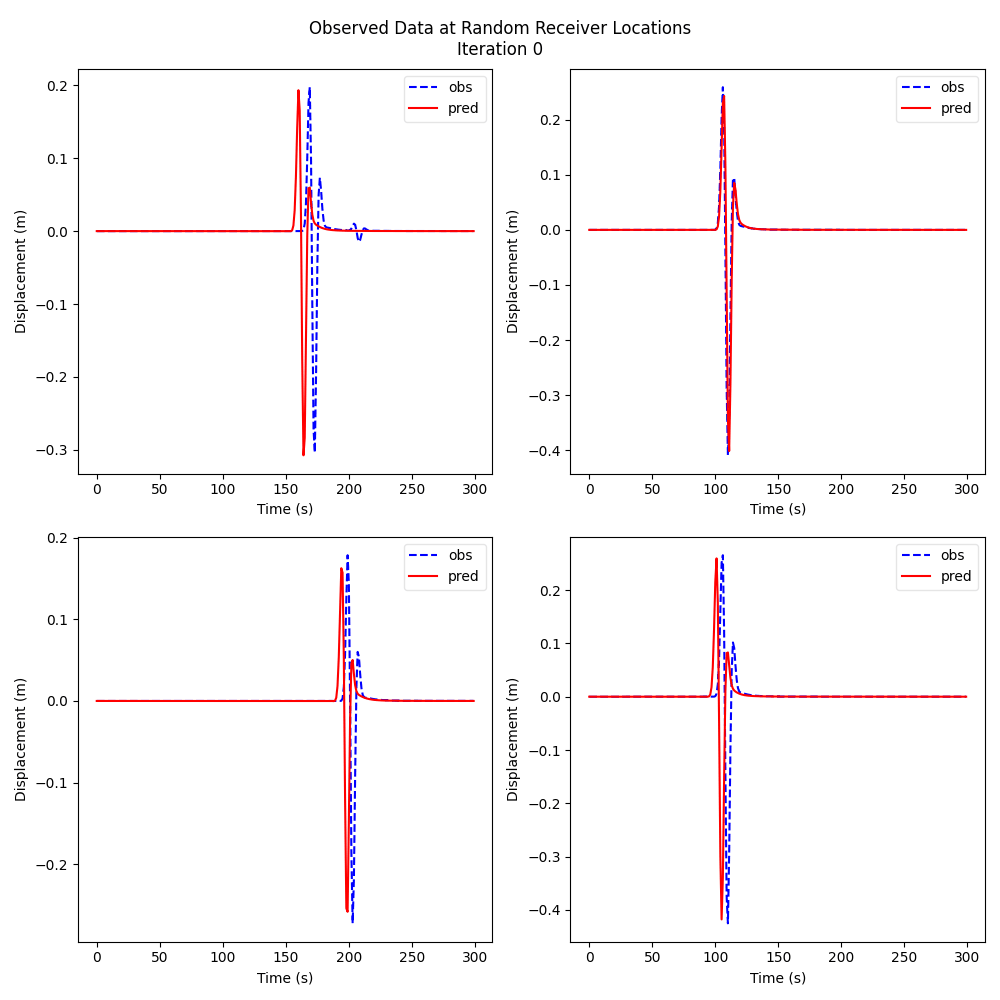 Observed Data at Random Receiver Locations
Iteration 0
obs
pred
0.2
0.1
0.0
−0.1
−0.2
−0.3
Displacement (m)
0 50 100 150 200 250 300
Time (s)
obs
pred
0.2
0.1
0.0
−0.1
−0.2
−0.3
−0.4
Displacement (m)
0 50 100 150 200 250 300
Time (s)
obs
pred
0.2
0.1
0.0
−0.1
−0.2
Displacement (m)
0 50 100 150 200 250 300
Time (s)
obs
pred
0.2
0.1
0.0
−0.1
−0.2
−0.3
−0.4
Displacement (m)
0 50 100 150 200 250 300
Time (s)